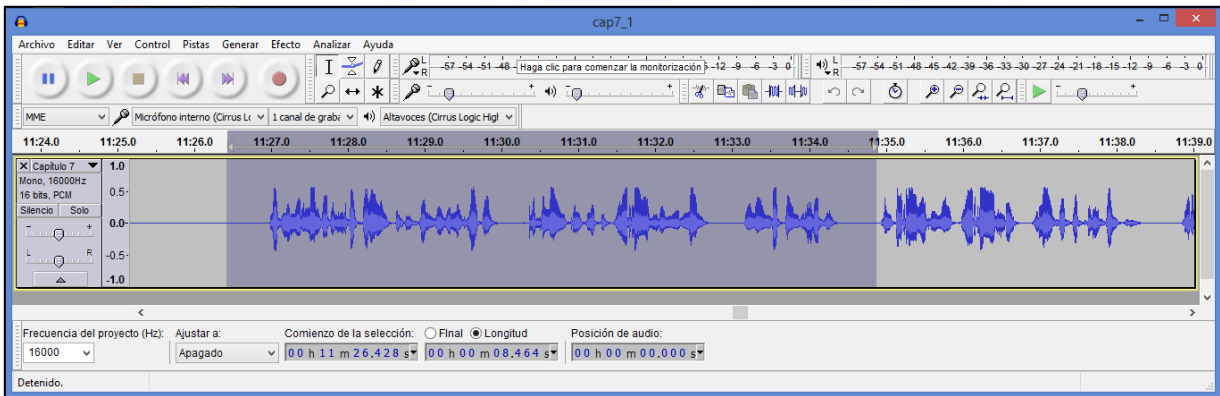 cap7_1
Archivo Editar Ver Control Pistas Generar Efecto Analizar Ayuda
L R -57 -54 -51 -48 - Haga clic para comenzar la monitorización -12 -9 -6 -3 0 L R -57 -54 -51 -48 -45 -42 -39 -36 -33 -30 -27 -24 -21 -18 -15 -12 -9 -6 -3 0
MME Micrófono interno (Cirrus Lc 1 canal de graba Altavoces (Cirrus Logic High
11:24.0 11:25.0 11:26.0 11:27.0 11:28.0 11:29.0 11:30.0 11:31.0 11:32.0 11:33.0 11:34.0 11:35.0 11:36.0 11:37.0 11:38.0 11:39.0
X Capítulo 7 1.0
Mono, 16000Hz
16 bits, PCM 0.5-
Silencio Solo
- + 0.0-
L R -0.5-
-1.0
Frecuencia del proyecto (Hz): Ajustar a: Comienzo de la selección: FInal Longitud Posición de audio:
16000 Apagado 00 h 11 m 26.428 s 00 h 00 m 08.464 s 00 h 00 m 00.000 s
Detenido.